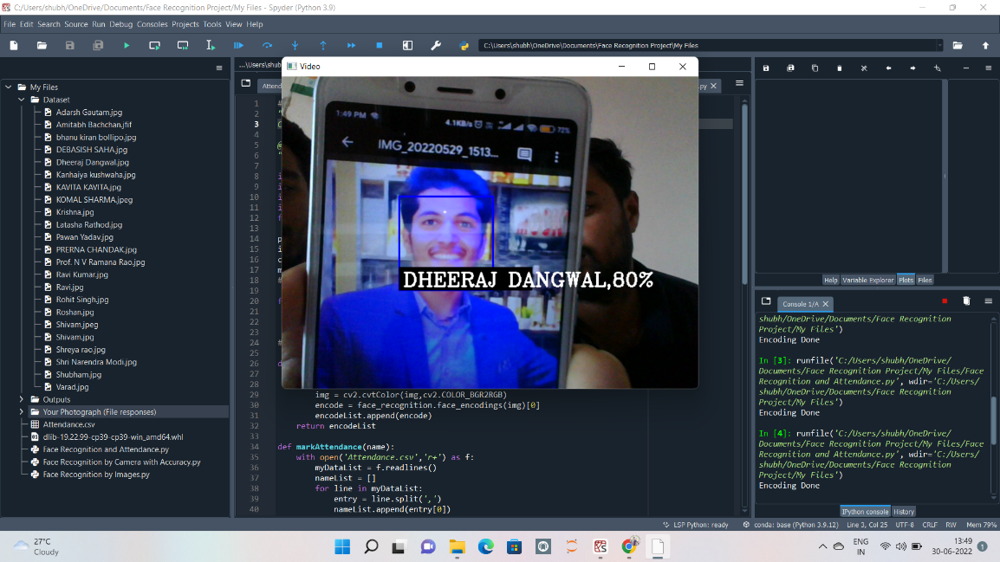 C:/Users/shubh/OneDrive/Documents/Face Recognition Project/My Files - Spyder (Python 3.9)
File Edit Search Source Run Debug Consoles Projects Tools View Help
C:\Users\shubh\OneDrive\Documents\Face Recognition Project\My Files
My Files
Dataset
Adarsh Gautam.jpg
Amitabh Bachchan.jfif
bhanu kiran bollipo.jpg
DEBASISH SAHA.jpg
Dheeraj Dangwal.jpg
Kanhaiya kushwaha.jpg
KAVITA KAVITA.jpg
KOMAL SHARMA.jpeg
Krishna.jpg
Latasha Rathod.jpg
Pawan Yadav.jpg
PRERNA CHANDAK.jpg
Prof. N V Ramana Rao.jpg
Ravi Kumar.jpg
Ravi.jpg
Rohit Singh.jpg
Roshan.jpg
Shivam.jpeg
Shivam.jpg
Shreya rao.jpg
Shri Narendra Modi.jpg
Shubham.jpg
Varad.jpg
Outputs
Your Photograph (File responses)
Attendance.csv
dlib-19.22.99-cp39-cp39-win_amd64.whl
Face Recognition and Attendance.py
Face Recognition by Camera with Accuracy.py
Face Recognition by Images.py
...\Users\shub
Attend
.py
Video
1:49 PM
4.1KB/s
72%
IMG_20220529_1513...
DHEERAJ DANGWAL,80%
1
2
3
4
5
6
7
8
9
10
11
12
13
14
15
16
17
18
19
20
21
22
23
24
25
26
27
28
29 img = cv2.cvtColor(img,cv2.COLOR_BGR2RGB)
30 encode = face_recognition.face_encodings(img)[0]
31 encodeList.append(encode)
32 return encodeList
33
34 def markAttendance(name):
35 with open('Attendance.csv','r+') as f:
36 myDataList = f.readlines()
37 nameList = []
38 for line in myDataList:
39 entry = line.split(',')
40 nameList.append(entry[0])
Help Variable Explorer Plots Files
Console 1/A
shubh/OneDrive/Documents/Face Recognition
Project/My Files')
Encoding Done
In [3]: runfile('C:/Users/shubh/OneDrive/
Documents/Face Recognition Project/My Files/Face
Recognition and Attendance.py', wdir='C:/Users/
shubh/OneDrive/Documents/Face Recognition
Project/My Files')
Encoding Done
In [4]: runfile('C:/Users/shubh/OneDrive/
Documents/Face Recognition Project/My Files/Face
Recognition and Attendance.py', wdir='C:/Users/
shubh/OneDrive/Documents/Face Recognition
Project/My Files')
Encoding Done
IPython console History
LSP Python: ready conda: base (Python 3.9.12) Line 3, Col 25 UTF-8 CRLF RW Mem 79%
27°C
Cloudy
ENG
IN
13:49
30-06-2022
1